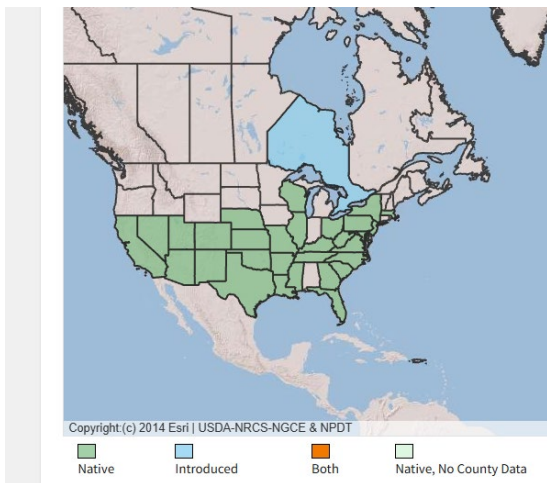 Copyright:(c) 2014 Esri | USDA-NRCS-NGCE & NPDT
Native
Introduced
Both
Native, No County Data